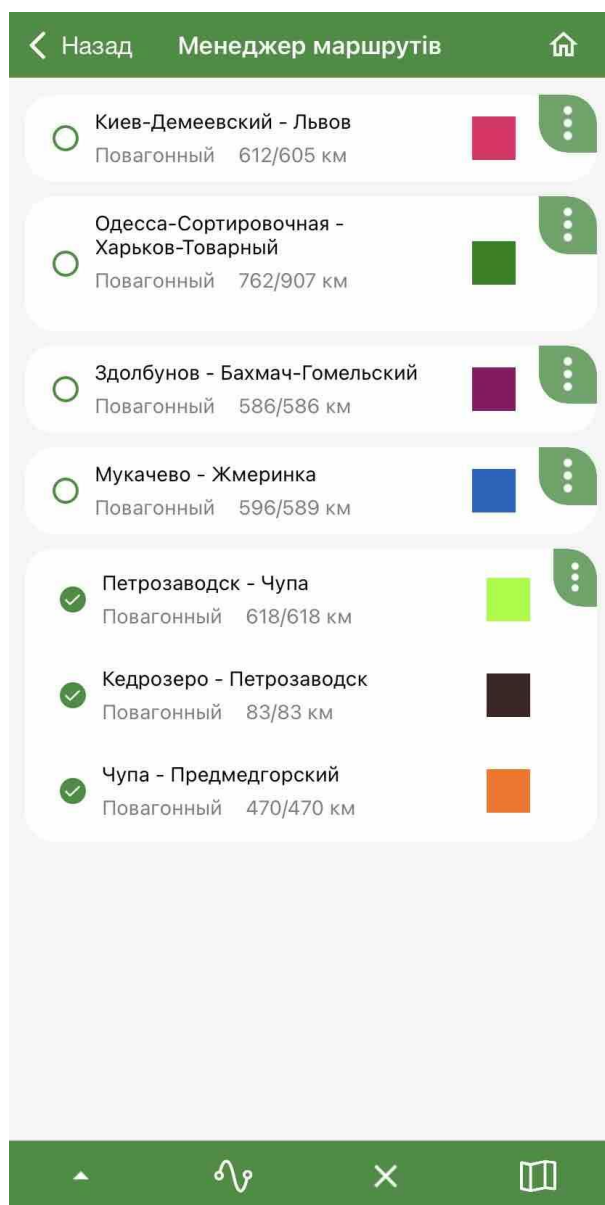 Назад Менеджер маршрутів
Киев-Демеевский - Львов
Повагонный 612/605 км
Одесса-Сортировочная -
Харьков-Товарный
Повагонный 762/907 км
Здолбунов - Бахмач-Гомельский
Повагонный 586/586 км
Мукачево - Жмеринка
Повагонный 596/589 км
Петрозаводск - Чупа
Повагонный 618/618 км
Кедрозеро - Петрозаводск
Повагонный 83/83 км
Чупа - Предмедгорский
Повагонный 470/470 км